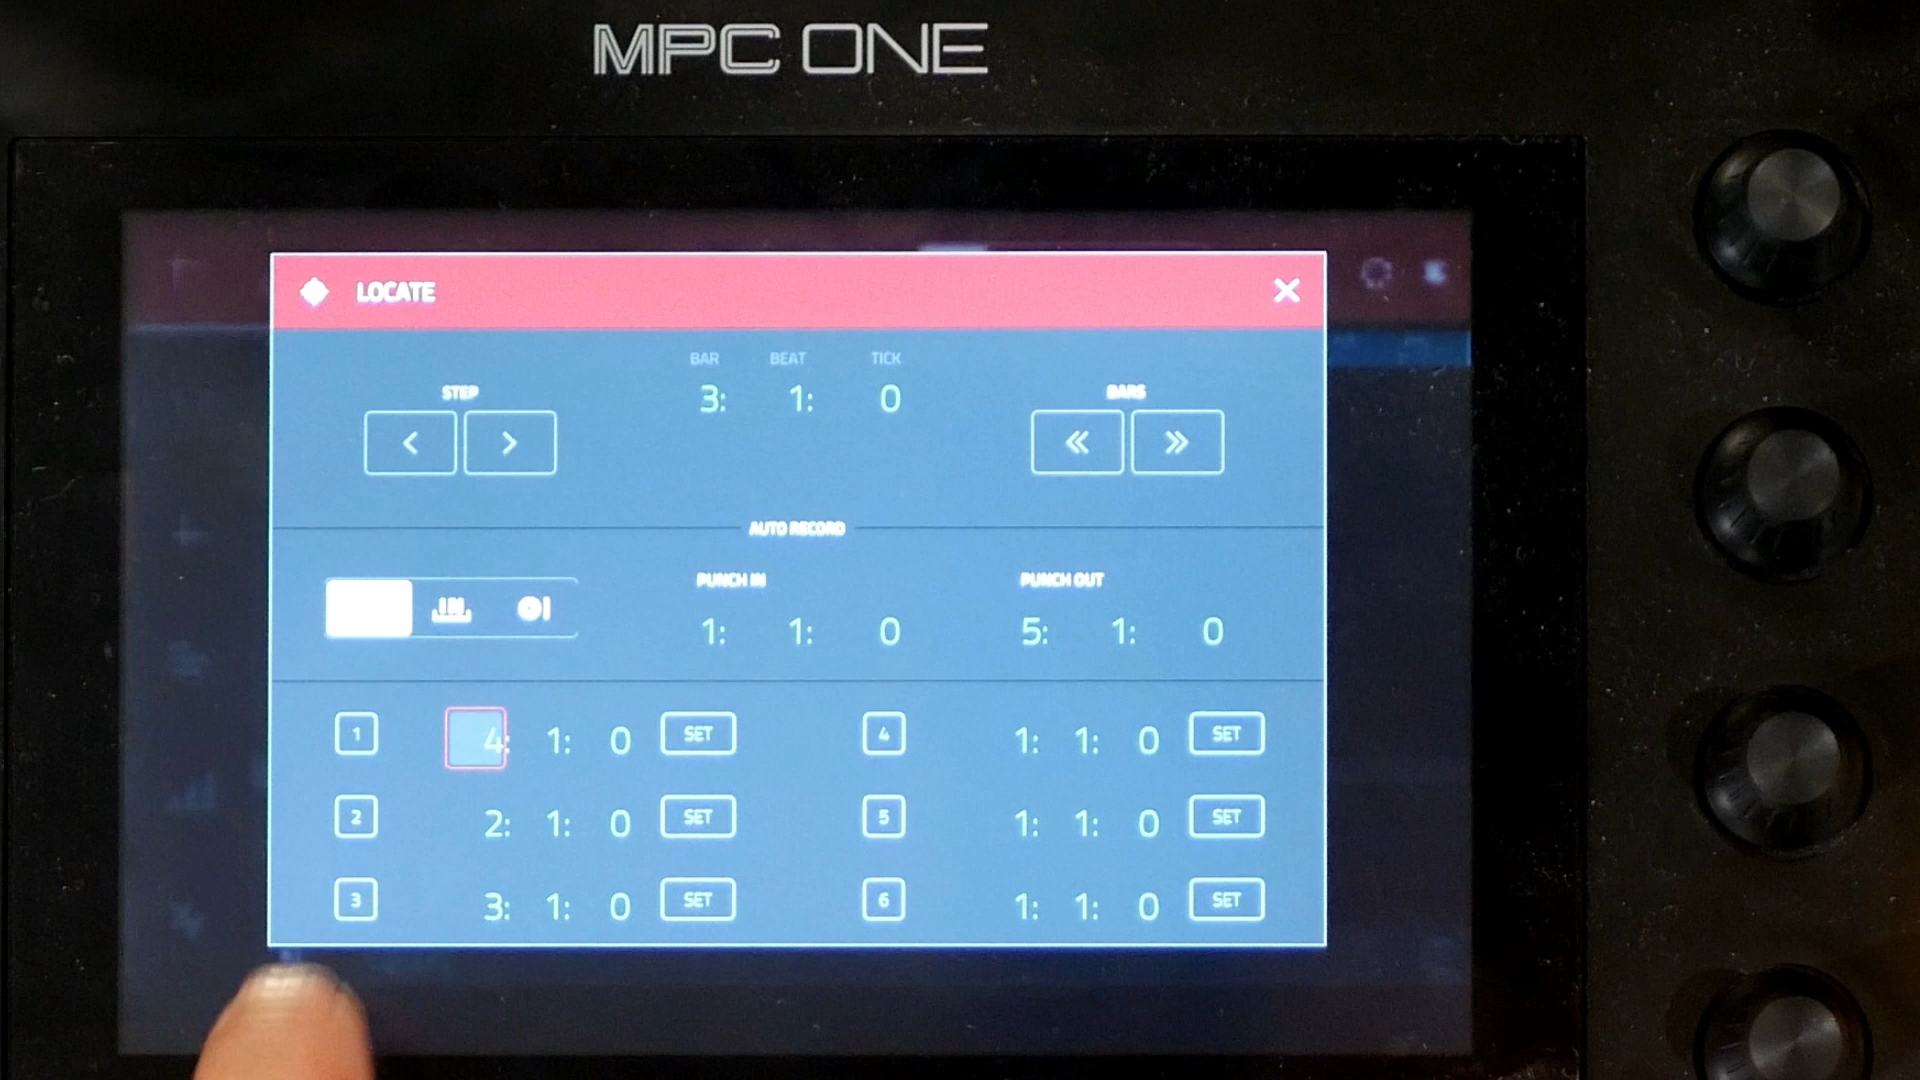 MPC ONE
LOCATE
BAR BEAT TICK
STEP 3: 1: 0 BARS
AUTO RECORD
PUNCH IN PUNCH OUT
IN
1: 1: 0 5: 1: 0
1 4: 1: 0 SET 4 1: 1: 0 SET
2 2: 1: 0 SET 5 1: 1: 0 SET
3 3: 1: 0 SET 6 1: 1: 0 SET